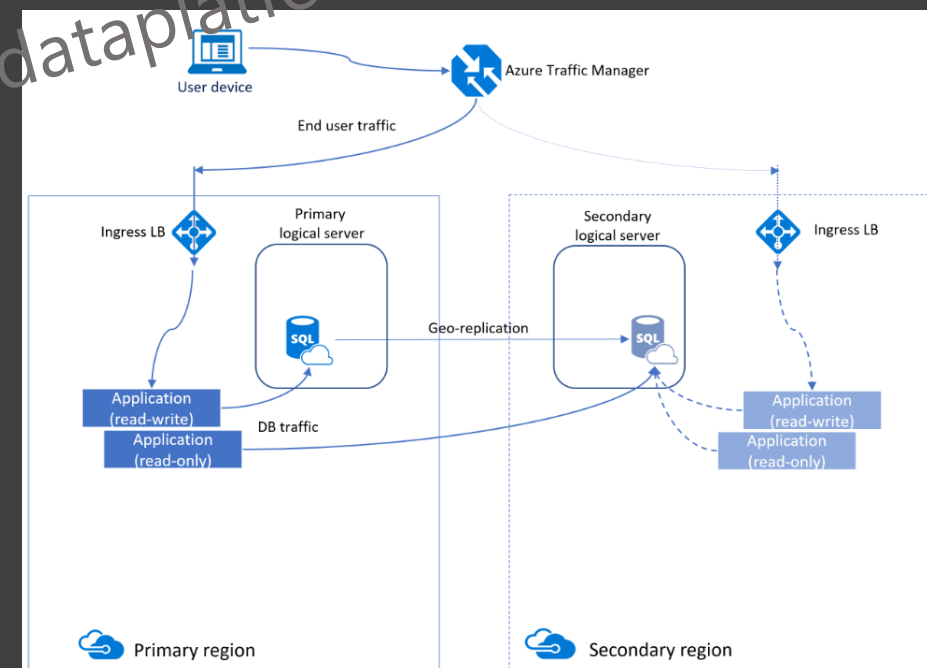 User device
Azure Traffic Manager
End user traffic
Primary
logical server
Ingress LB
Secondary
logical server
Ingress LB
SQL
Geo-replication
SQL
Application
(read-write)
Application
(read-only)
DB traffic
Application
(read-write)
Application
(read-only)
Primary region
Secondary region